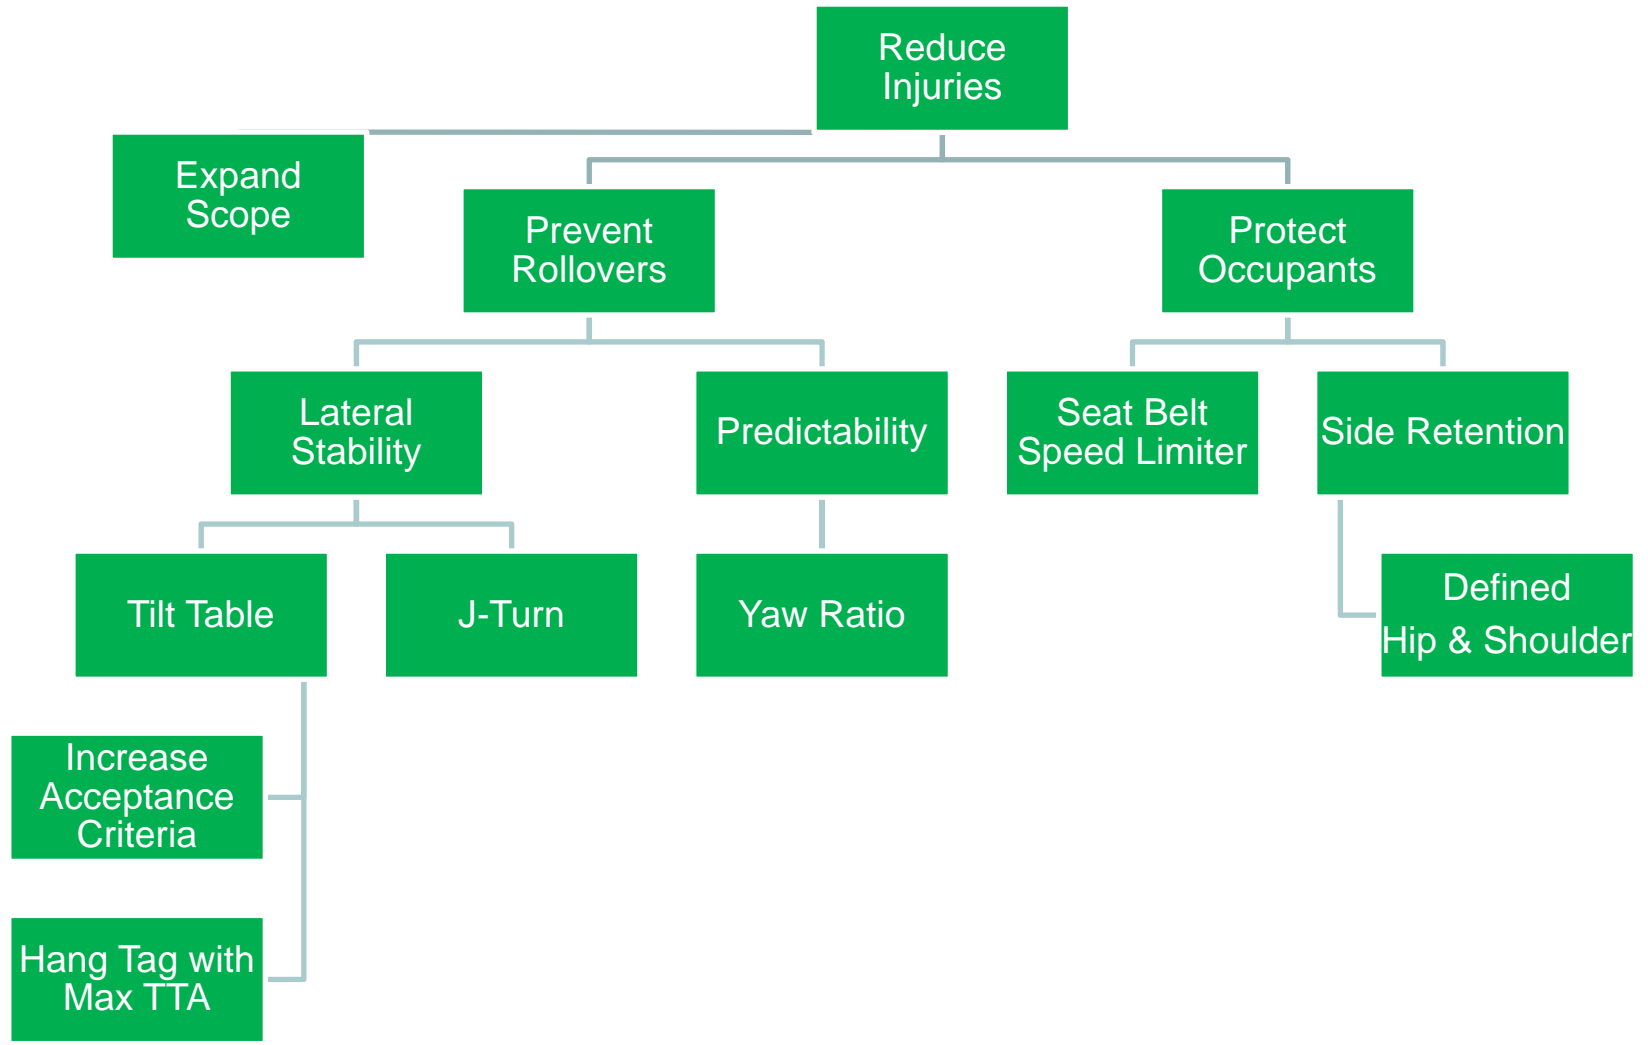 Reduce
Injuries
Expand
Scope
Prevent
Rollovers
Protect
Occupants
Lateral
Stability
Predictability
Seat Belt
Speed Limiter
Side Retention
Tilt Table
J-Turn
Yaw Ratio
Defined
Hip & Shoulder
Increase
Acceptance
Criteria
Hang Tag with
Max TTA